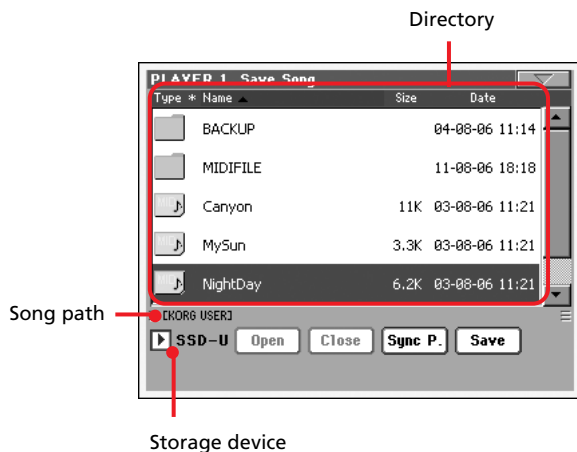 Directory
PLAYER 1 Save Song
Type * Name Size Date
BACKUP 04-08-06 11:14
MIDIFILE 11-08-06 18:18
Canyon 11K 03-08-06 11:21
MySun 3.3K 03-08-06 11:21
NightDay 6.2K 03-08-06 11:21
Song path
[KORG USER]
SSD-U Open Close Sync P. Save
Storage device